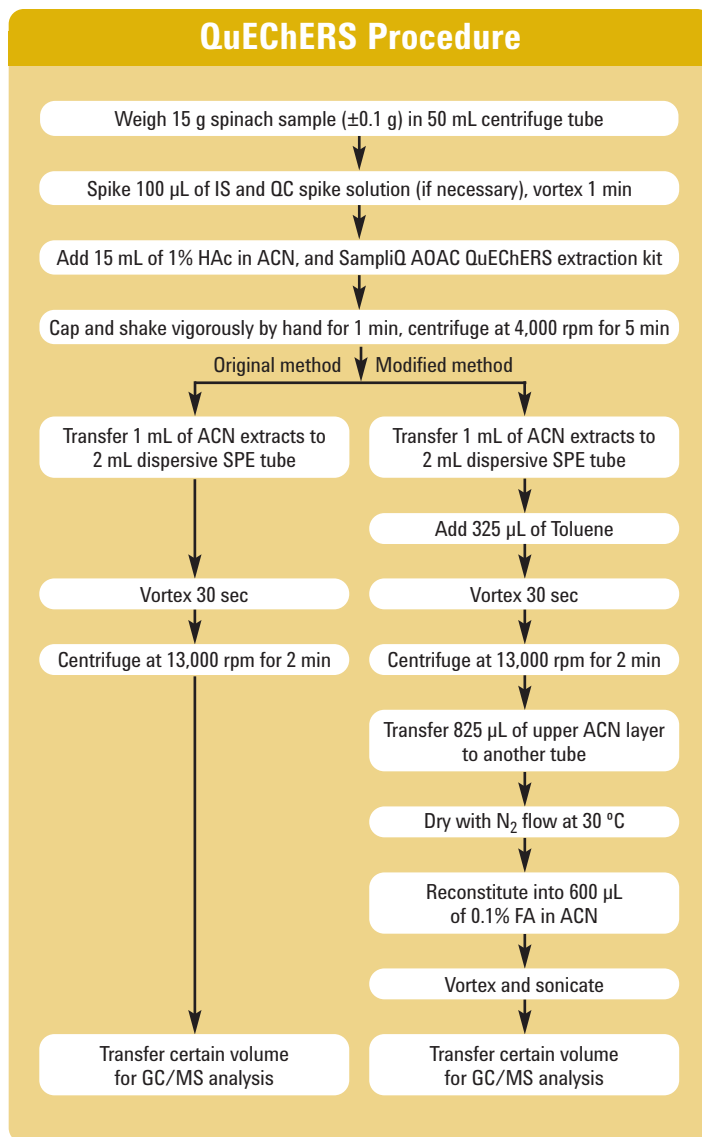 QuEChERS Procedure
Weigh 15 g spinach sample (±0.1 g) in 50 mL centrifuge tube
Spike 100 µL of IS and QC spike solution (if necessary), vortex 1 min
Add 15 mL of 1% HAc in ACN, and SampliQ AOAC QuEChERS extraction kit
Cap and shake vigorously by hand for 1 min, centrifuge at 4,000 rpm for 5 min
Original method
Transfer 1 mL of ACN extracts to
2 mL dispersive SPE tube
Vortex 30 sec
Centrifuge at 13,000 rpm for 2 min
Transfer certain volume
for GC/MS analysis
Modified method
Transfer 1 mL of ACN extracts to
2 mL dispersive SPE tube
Add 325 µL of Toluene
Vortex 30 sec
Centrifuge at 13,000 rpm for 2 min
Transfer 825 µL of upper ACN layer
to another tube
Dry with N₂ flow at 30 ºC
Reconstitute into 600 µL
of 0.1% FA in ACN
Vortex and sonicate
Transfer certain volume
for GC/MS analysis